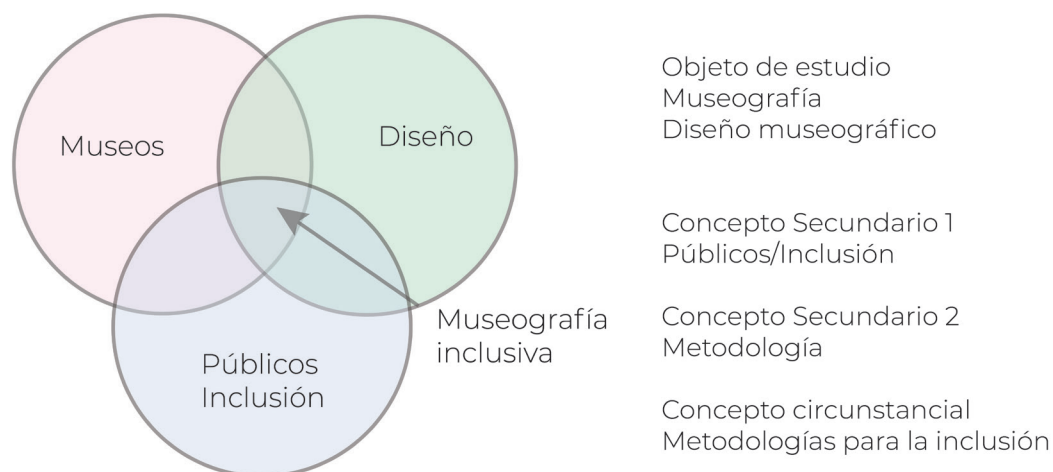 Museos
Diseño
Públicos
Inclusión
Museografía
inclusiva
Objeto de estudio
Museografía
Diseño museográfico
Concepto Secundario 1
Públicos/Inclusión
Concepto Secundario 2
Metodología
Concepto circunstancial
Metodologías para la inclusión